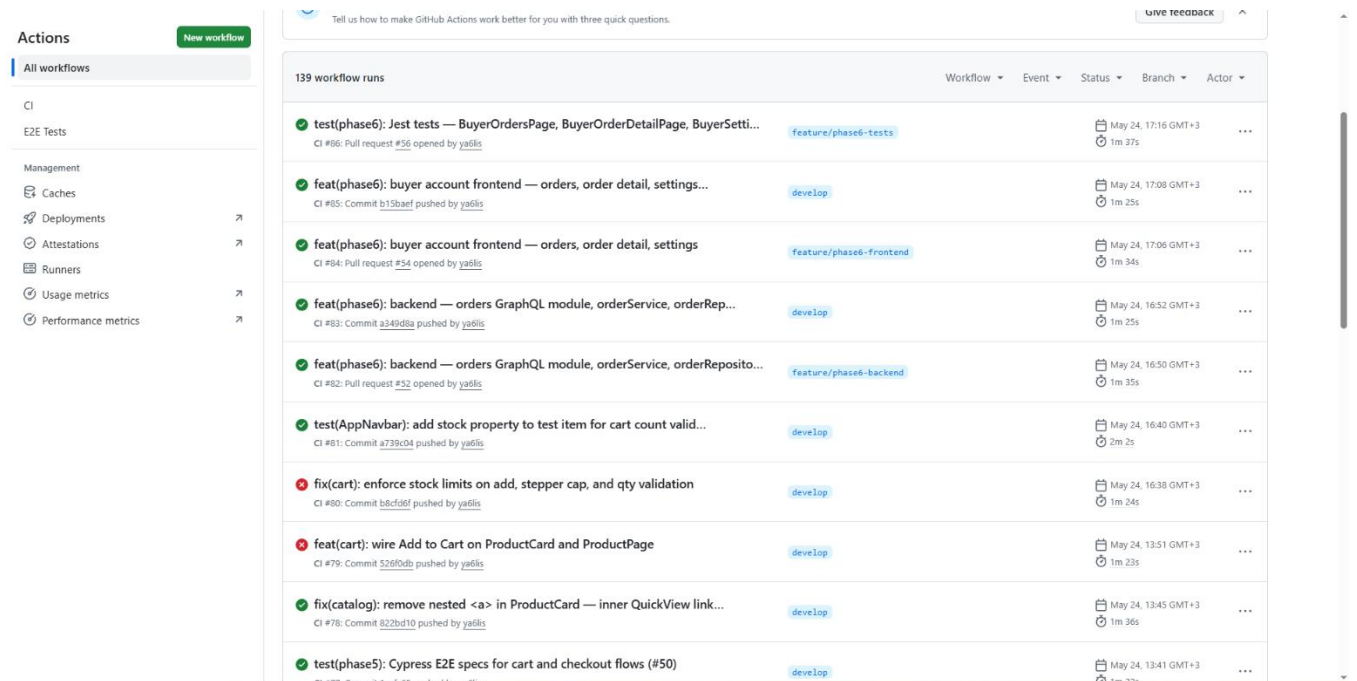 Actions
New workflow
All workflows
CI
E2E Tests
Management
Caches
Deployments
Attestations
Runners
Usage metrics
Performance metrics
Tell us how to make GitHub Actions work better for you with three quick questions.
Give feedback
139 workflow runs
Workflow Event Status Branch Actor
test(phase6): Jest tests — BuyerOrdersPage, BuyerOrderDetailPage, BuyerSetti...
CI #86: Pull request #56 opened by ya6lis
feature/phase6-tests
May 24, 17:16 GMT+3
1m 37s
feat(phase6): buyer account frontend — orders, order detail, settings...
CI #85: Commit b15baef pushed by ya6lis
develop
May 24, 17:08 GMT+3
1m 25s
feat(phase6): buyer account frontend — orders, order detail, settings
CI #84: Pull request #54 opened by ya6lis
feature/phase6-frontend
May 24, 17:06 GMT+3
1m 34s
feat(phase6): backend — orders GraphQL module, orderService, orderRep...
CI #83: Commit a349d8a pushed by ya6lis
develop
May 24, 16:52 GMT+3
1m 25s
feat(phase6): backend — orders GraphQL module, orderService, orderReposito...
CI #82: Pull request #52 opened by ya6lis
feature/phase6-backend
May 24, 16:50 GMT+3
1m 35s
test(AppNavbar): add stock property to test item for cart count valid...
CI #81: Commit a739c04 pushed by ya6lis
develop
May 24, 16:40 GMT+3
2m 2s
fix(cart): enforce stock limits on add, stepper cap, and qty validation
CI #80: Commit b8cfd6f pushed by ya6lis
develop
May 24, 16:38 GMT+3
1m 24s
feat(cart): wire Add to Cart on ProductCard and ProductPage
CI #79: Commit 526f0db pushed by ya6lis
develop
May 24, 13:51 GMT+3
1m 23s
fix(catalog): remove nested <a> in ProductCard — inner QuickView link...
CI #78: Commit 822bd10 pushed by ya6lis
develop
May 24, 13:45 GMT+3
1m 36s
test(phase5): Cypress E2E specs for cart and checkout flows (#50)
develop
May 24, 13:41 GMT+3